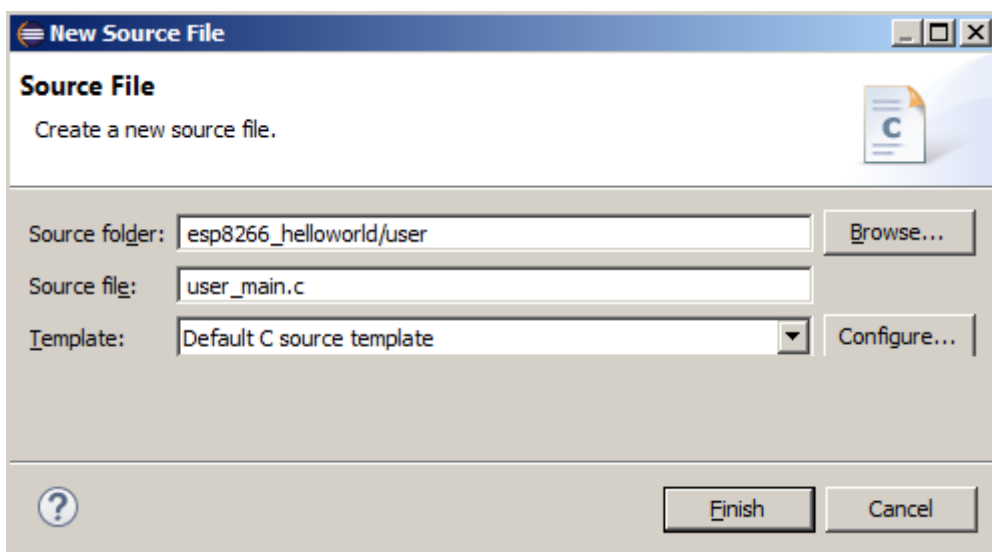 New Source File
Source File
Create a new source file.
C
Source folder: esp8266_helloworld/user Browse...
Source file: user_main.c
Template: Default C source template Configure...
? Finish Cancel